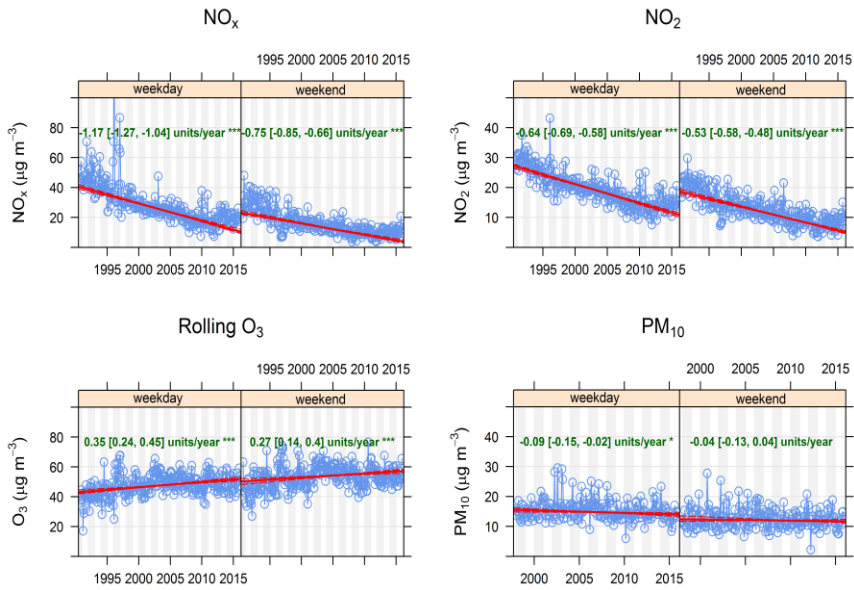 NOₓ
1995 2000 2005 2010 2015
weekday weekend
-1.17 [-1.27, -1.04] units/year *** -0.75 [-0.85, -0.66] units/year ***
NOₓ (µg m⁻³)
80
60
40
20
1995 2000 2005 2010 2015
NO₂
1995 2000 2005 2010 2015
weekday weekend
-0.64 [-0.69, -0.58] units/year *** -0.53 [-0.58, -0.48] units/year ***
NO₂ (µg m⁻³)
40
30
20
10
1995 2000 2005 2010 2015
Rolling O₃
1995 2000 2005 2010 2015
weekday weekend
0.35 [0.24, 0.45] units/year *** 0.27 [0.14, 0.4] units/year ***
O₃ (µg m⁻³)
80
60
40
20
1995 2000 2005 2010 2015
PM₁₀
2000 2005 2010 2015
weekday weekend
-0.09 [-0.15, -0.02] units/year * -0.04 [-0.13, 0.04] units/year
PM₁₀ (µg m⁻³)
40
30
20
10
2000 2005 2010 2015